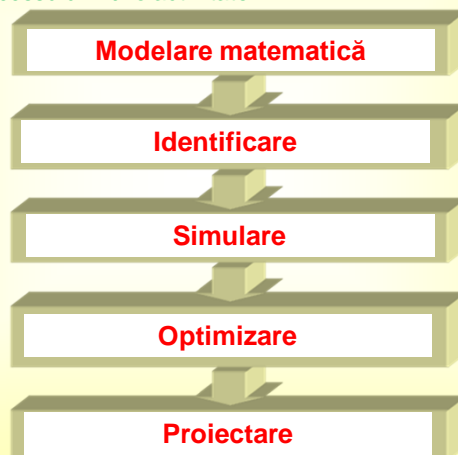 Modelare matematică
Identificare
Simulare
Optimizare
Proiectare